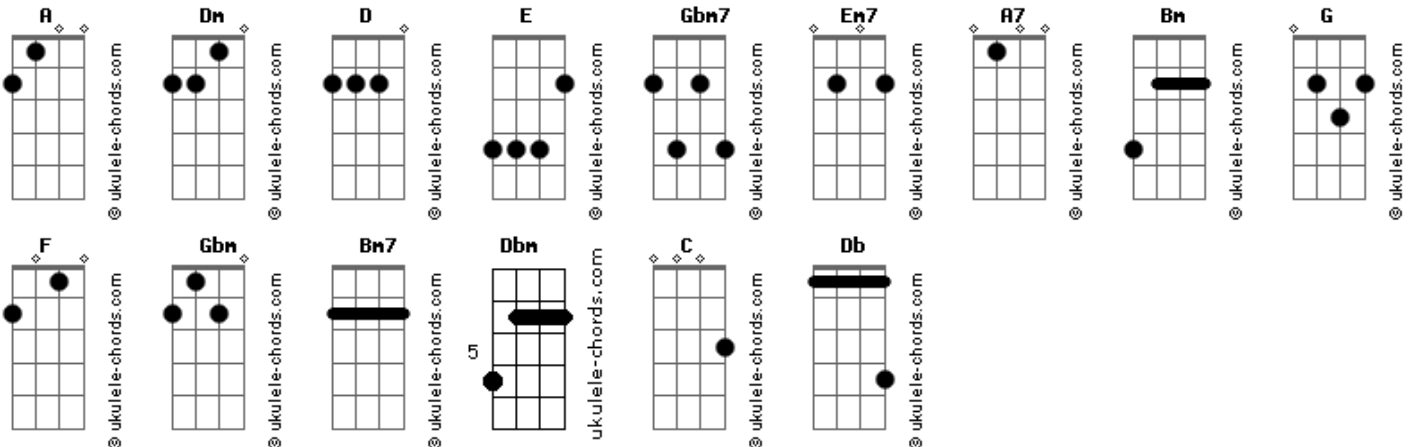 A Dm D E Gbm7 Em7 A7 Bm G
© ukulele-chords.com © ukulele-chords.com © ukulele-chords.com © ukulele-chords.com © ukulele-chords.com © ukulele-chords.com © ukulele-chords.com © ukulele-chords.com © ukulele-chords.com
F Gbm Bm7 Dbm C Db
© ukulele-chords.com © ukulele-chords.com © ukulele-chords.com ukulele-chords.com © ukulele-chords.com © ukulele-chords.com
5